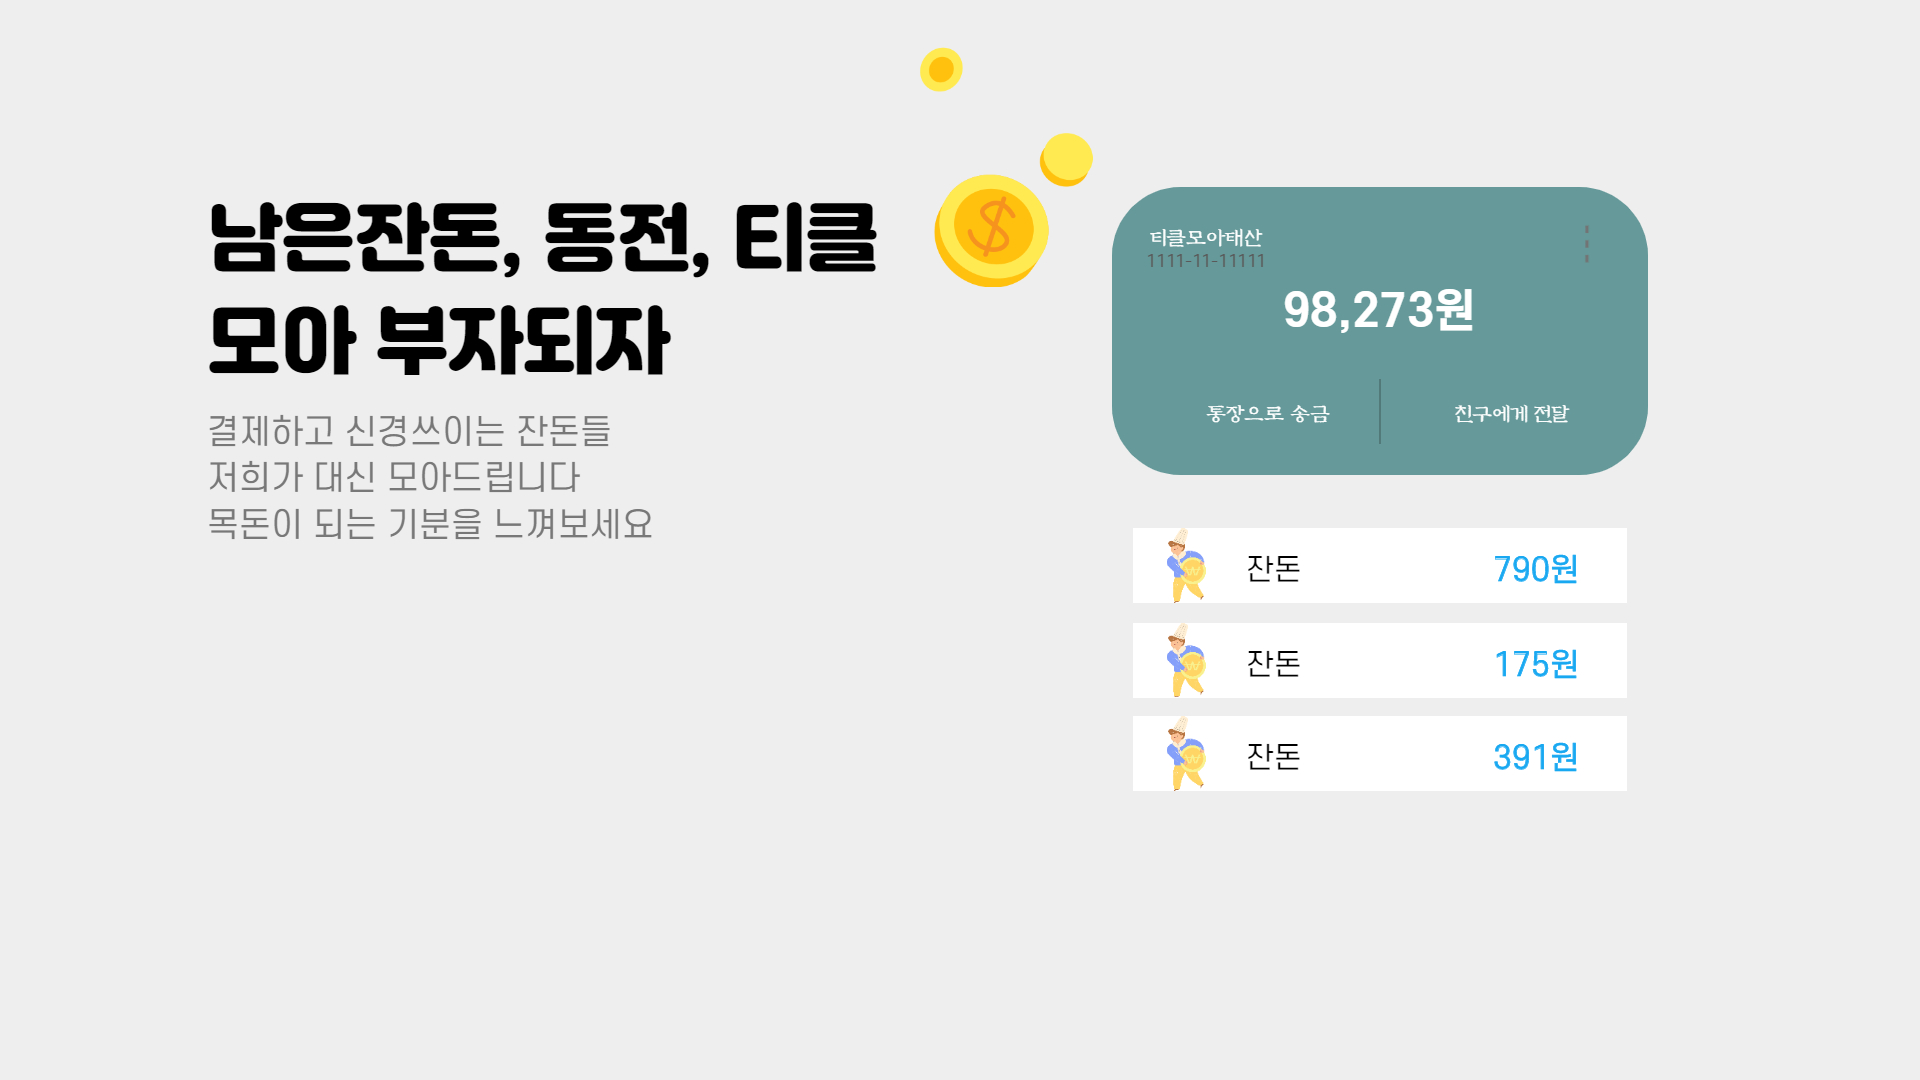 남은잔돈, 동전, 티클
모아 부자되자
결제하고 신경쓰이는 잔돈들
저희가 대신 모아드립니다
목돈이 되는 기분을 느껴보세요
티클모아태산
1111-11-11111
98,273원
통장으로 송금
친구에게 전달
잔돈 790원
잔돈 175원
잔돈 391원